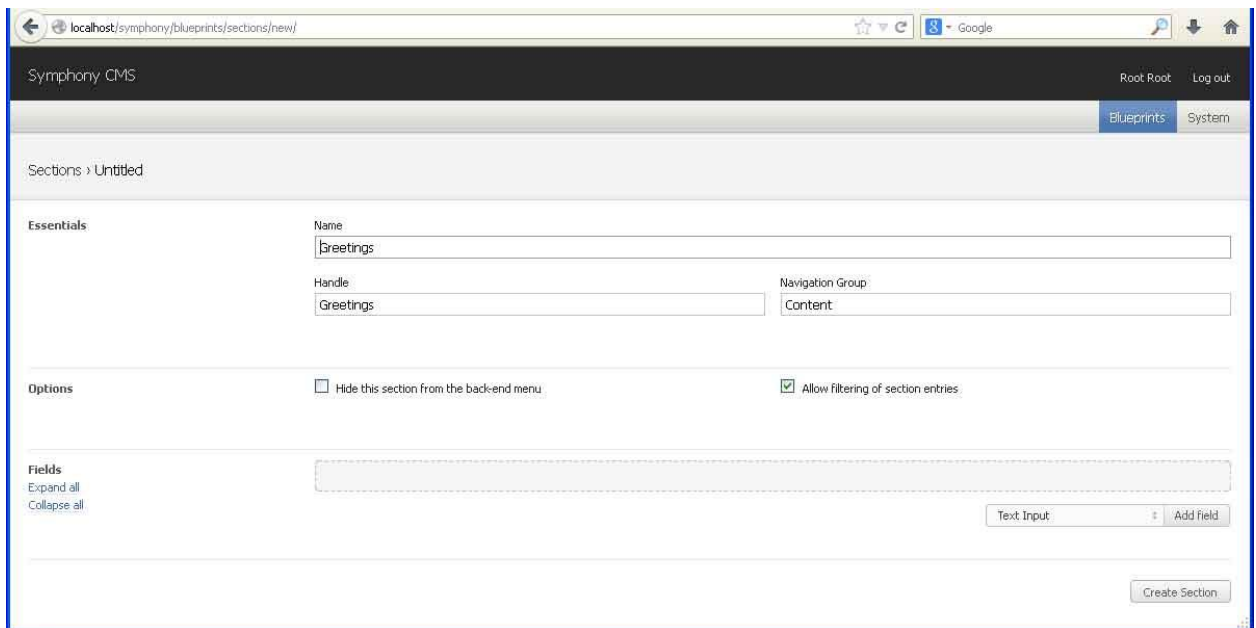 localhost/symphony/blueprints/sections/new/ 8 Google
Symphony CMS Root Root Log out
Blueprints System
Sections › Untitled
Essentials Name
Greetings
Handle Navigation Group
Greetings Content
Options Hide this section from the back-end menu Allow filtering of section entries
Fields
Expand all
Collapse all
Text Input Add field
Create Section